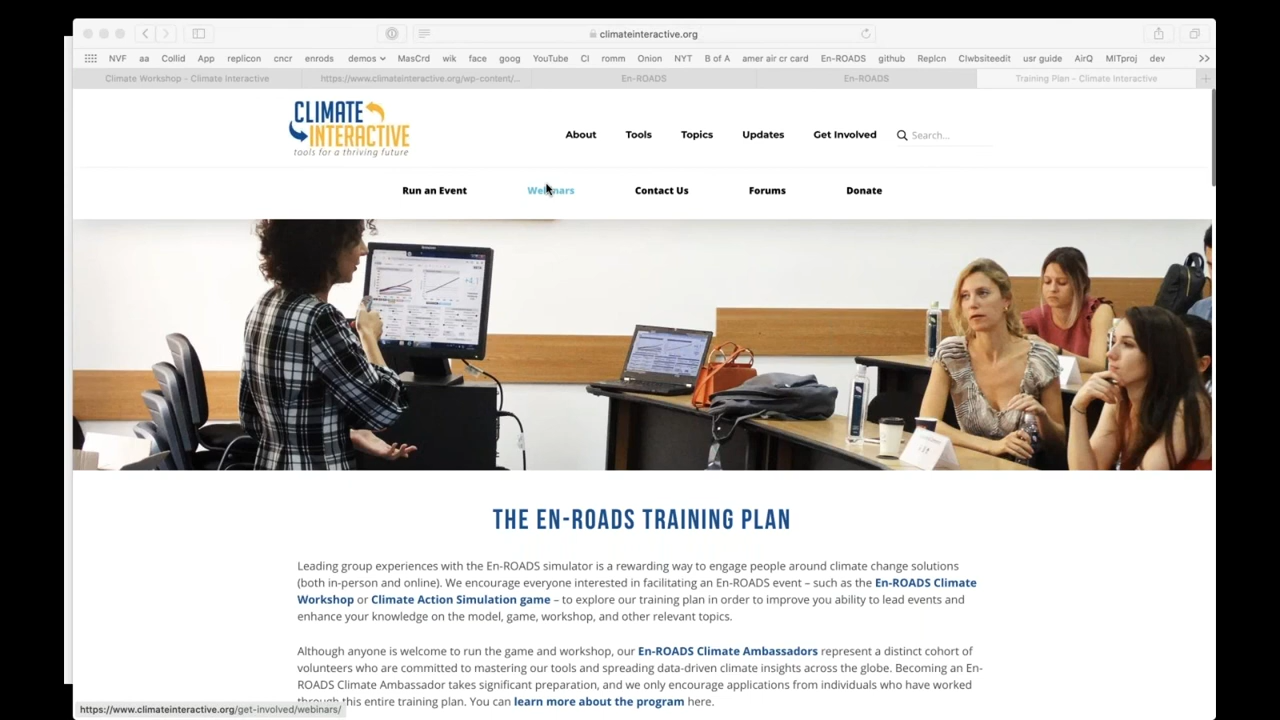 climateinteractive.org
NVF aa Collid App replicon cncr enrods demos MasCrd wik face goog YouTube CI romm Onion NYT B of A amer air cr card En-ROADS github Replcn Clwbsiteedit usr guide AirQ MITproj dev
Climate Workshop - Climate Interactive https://www.climateinteractive.org/wp-content/... En-ROADS En-ROADS Training Plan - Climate Interactive
CLIMATE
INTERACTIVE
tools for a thriving future
About Tools Topics Updates Get Involved Search...
Run an Event Webinars Contact Us Forums Donate
THE EN-ROADS TRAINING PLAN
Leading group experiences with the En-ROADS simulator is a rewarding way to engage people around climate change solutions
(both in-person and online). We encourage everyone interested in facilitating an En-ROADS event – such as the En-ROADS Climate
Workshop or Climate Action Simulation game – to explore our training plan in order to improve you ability to lead events and
enhance your knowledge on the model, game, workshop, and other relevant topics.
Although anyone is welcome to run the game and workshop, our En-ROADS Climate Ambassadors represent a distinct cohort of
volunteers who are committed to mastering our tools and spreading data-driven climate insights across the globe. Becoming an En-
ROADS Climate Ambassador takes significant preparation, and we only encourage applications from individuals who have worked
through this entire training plan. You can learn more about the program here.
https://www.climateinteractive.org/get-involved/webinars/